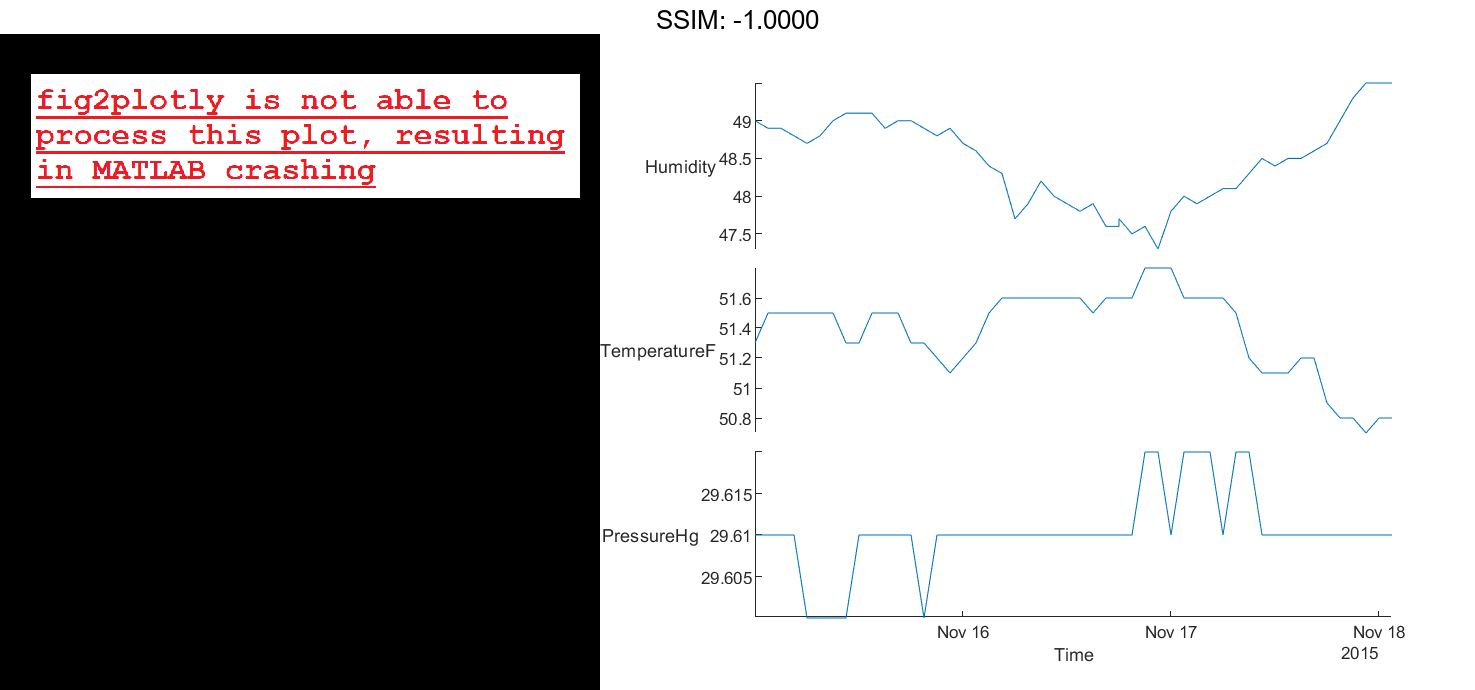 SSIM: -1.0000
fig2plotly is not able to
process this plot, resulting
in MATLAB crashing
49
48.5
48
47.5
Humidity
51.6
51.4
51.2
51
50.8
TemperatureF
29.615
29.61
29.605
PressureHg
Nov 16 Nov 17 Nov 18
Time
2015